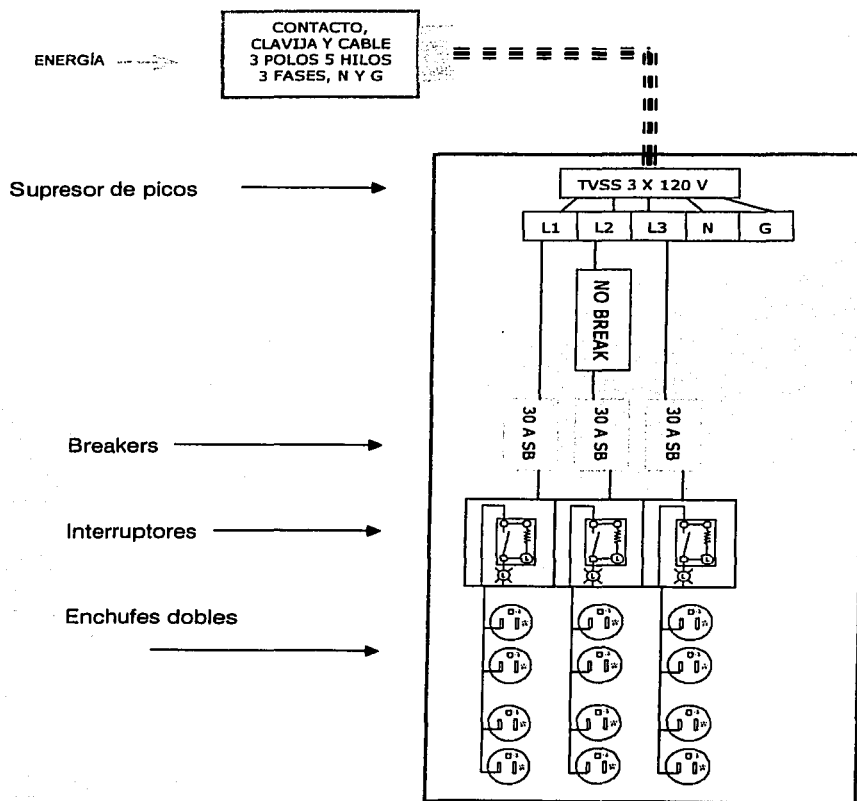 CONTACTO,
CLAVIJA Y CABLE
3 POLOS 5 HILOS
3 FASES, N Y G
ENERGÍA
Supresor de picos
TVSS 3 X 120 V
L1 L2 L3 N G
NO BREAK
30 A SB 30 A SB 30 A SB
Breakers
Interruptores
L L L
L L L
Enchufes dobles